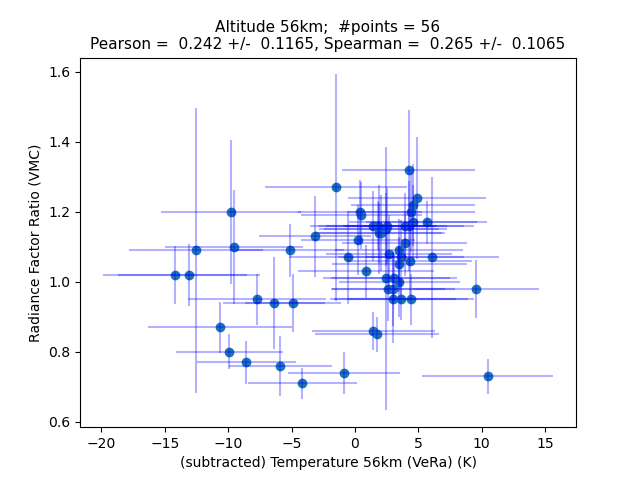 Altitude 56km;  #points = 56
Pearson =  0.242 +/-  0.1165, Spearman =  0.265 +/-  0.1065
1.6
1.4
1.2
1.0
0.8
0.6
Radiance Factor Ratio (VMC)
−20 −15 −10 −5 0 5 10 15
(subtracted) Temperature 56km (VeRa) (K)